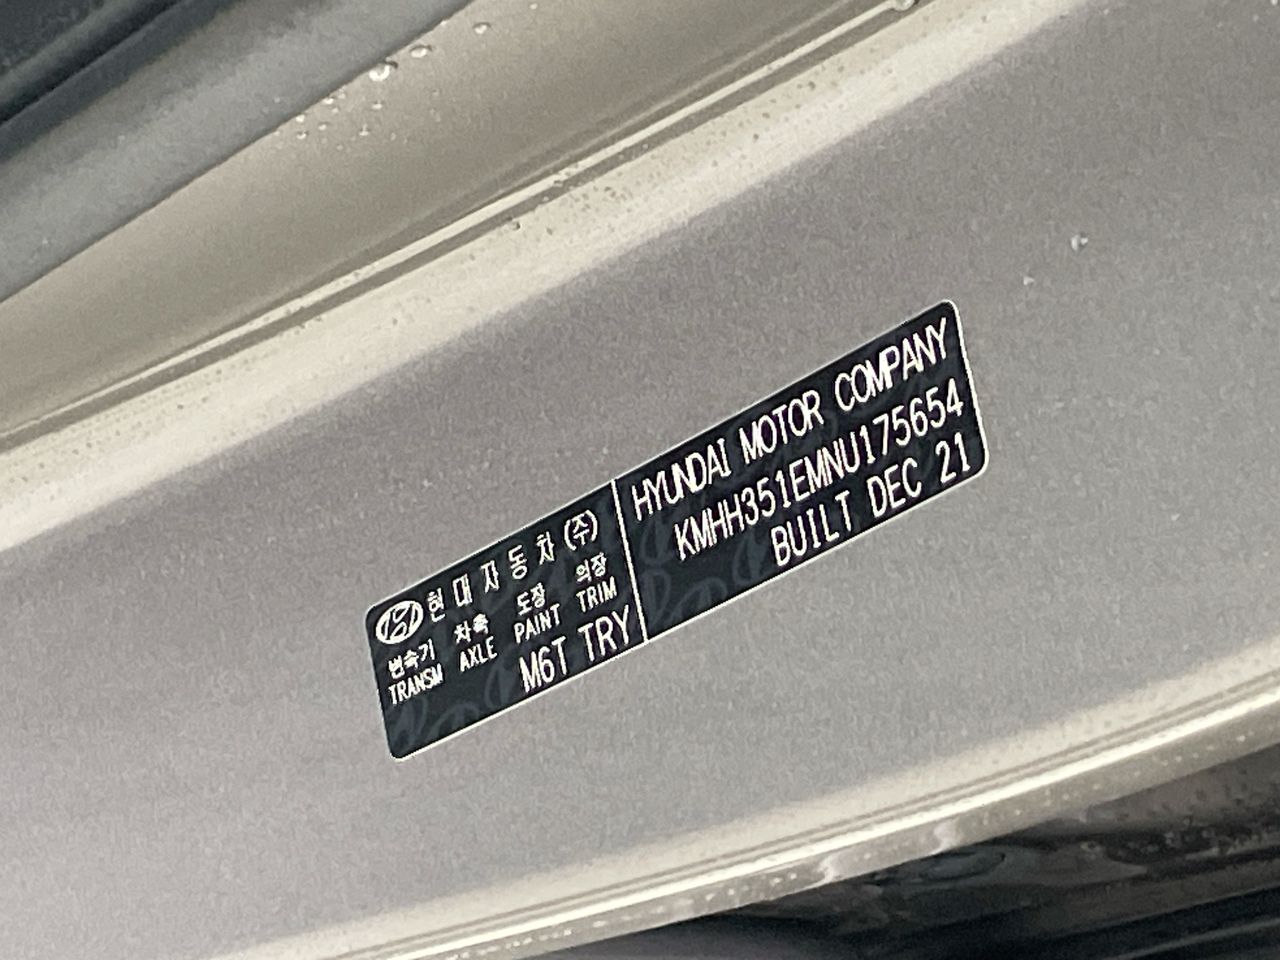 현대자동차(주)
변속기 차축 도장 의장
TRANSM AXLE PAINT TRIM
M6T TRY
HYUNDAI MOTOR COMPANY
KMHH351EMNU175654
BUILT DEC 21